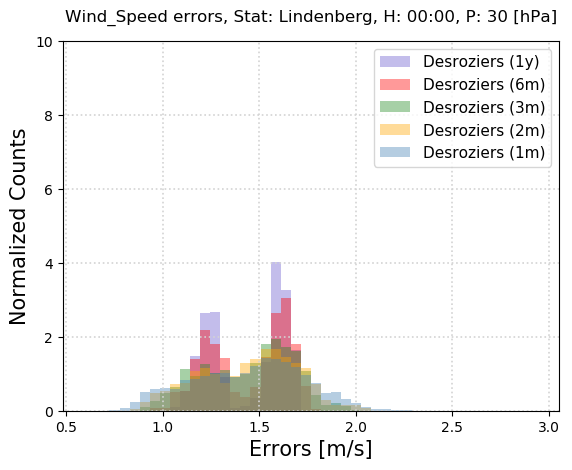 Wind_Speed errors, Stat: Lindenberg, H: 00:00, P: 30 [hPa]
10
8
6
4
2
0
Normalized Counts
Desroziers (1y)
Desroziers (6m)
Desroziers (3m)
Desroziers (2m)
Desroziers (1m)
0.5 1.0 1.5 2.0 2.5 3.0
Errors [m/s]